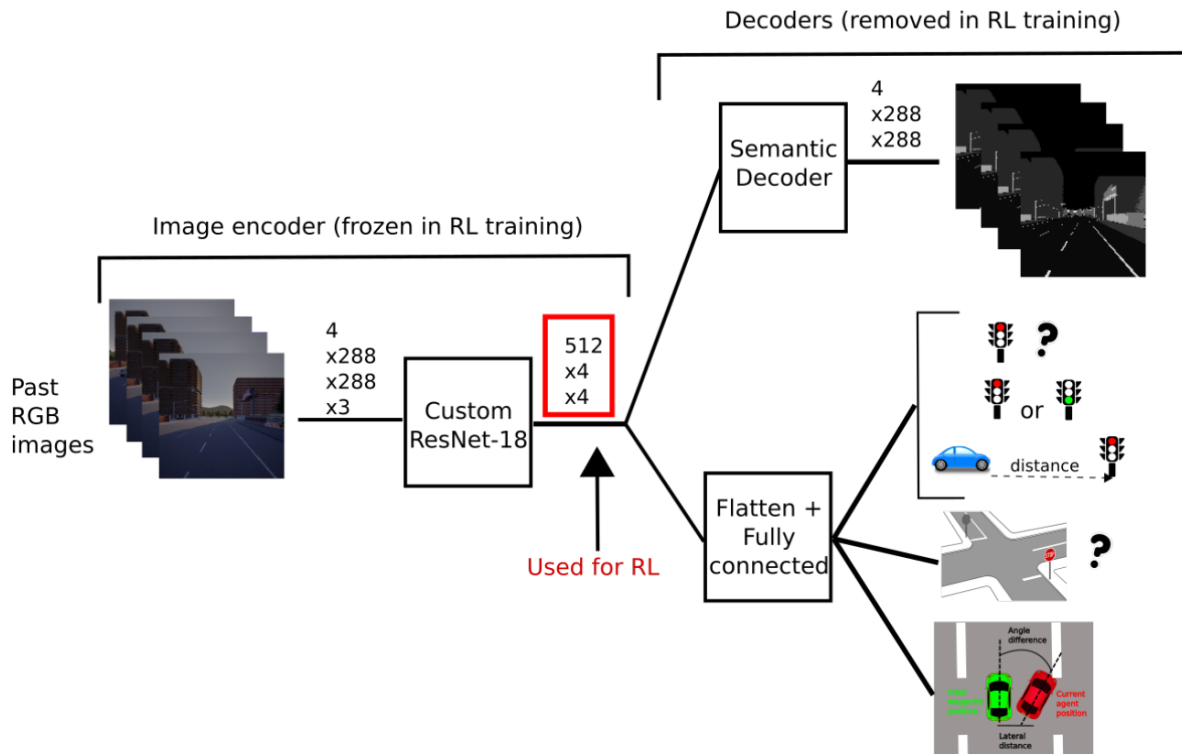 Decoders (removed in RL training)
4
x288
x288
Semantic
Decoder
Image encoder (frozen in RL training)
Past
RGB
images
4
x288
x288
x3
Custom
ResNet-18
512
x4
x4
Used for RL
Flatten +
Fully
connected
?
or
distance
STOP
?
Angle
difference
Current
agent
position
Lateral
distance